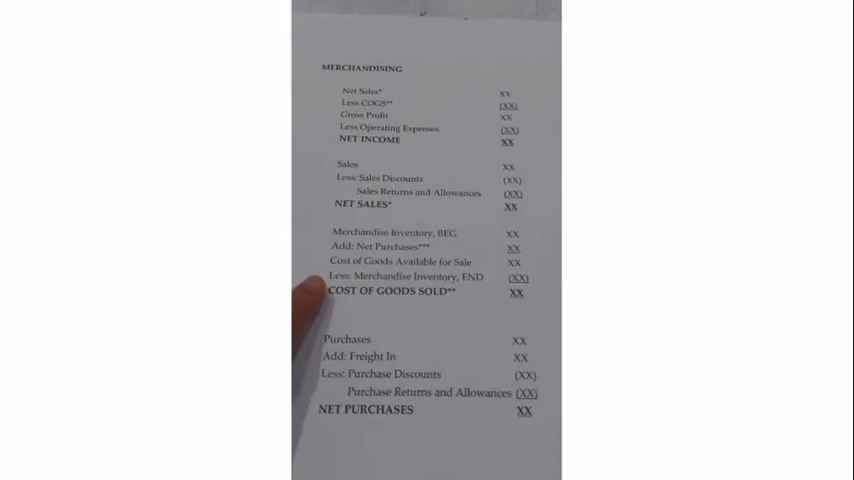 MERCHANDISING
Net Sales* XX
Less COGS** (XX)
Gross Profit XX
Less Operating Expenses (XX)
NET INCOME XX
Sales XX
Less: Sales Discounts (XX)
Sales Returns and Allowances (XX)
NET SALES* XX
Merchandise Inventory, BEG XX
Add: Net Purchases*** XX
Cost of Goods Available for Sale XX
Less: Merchandise Inventory, END (XX)
COST OF GOODS SOLD** XX
Purchases XX
Add: Freight In XX
Less: Purchase Discounts (XX)
Purchase Returns and Allowances (XX)
NET PURCHASES XX